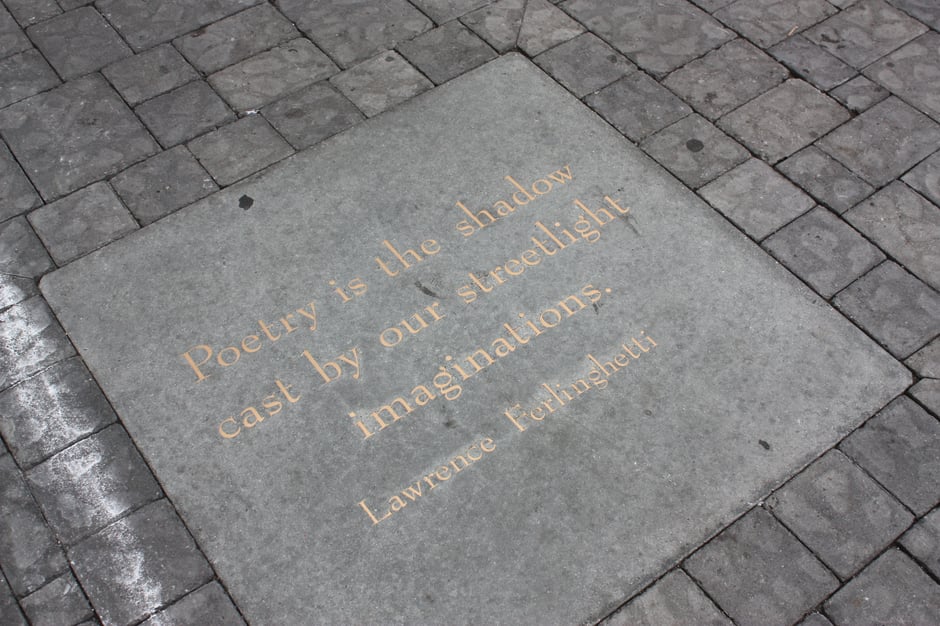 Poetry is the shadow
cast by our streetlight
imaginations.
Lawrence Ferlinghetti